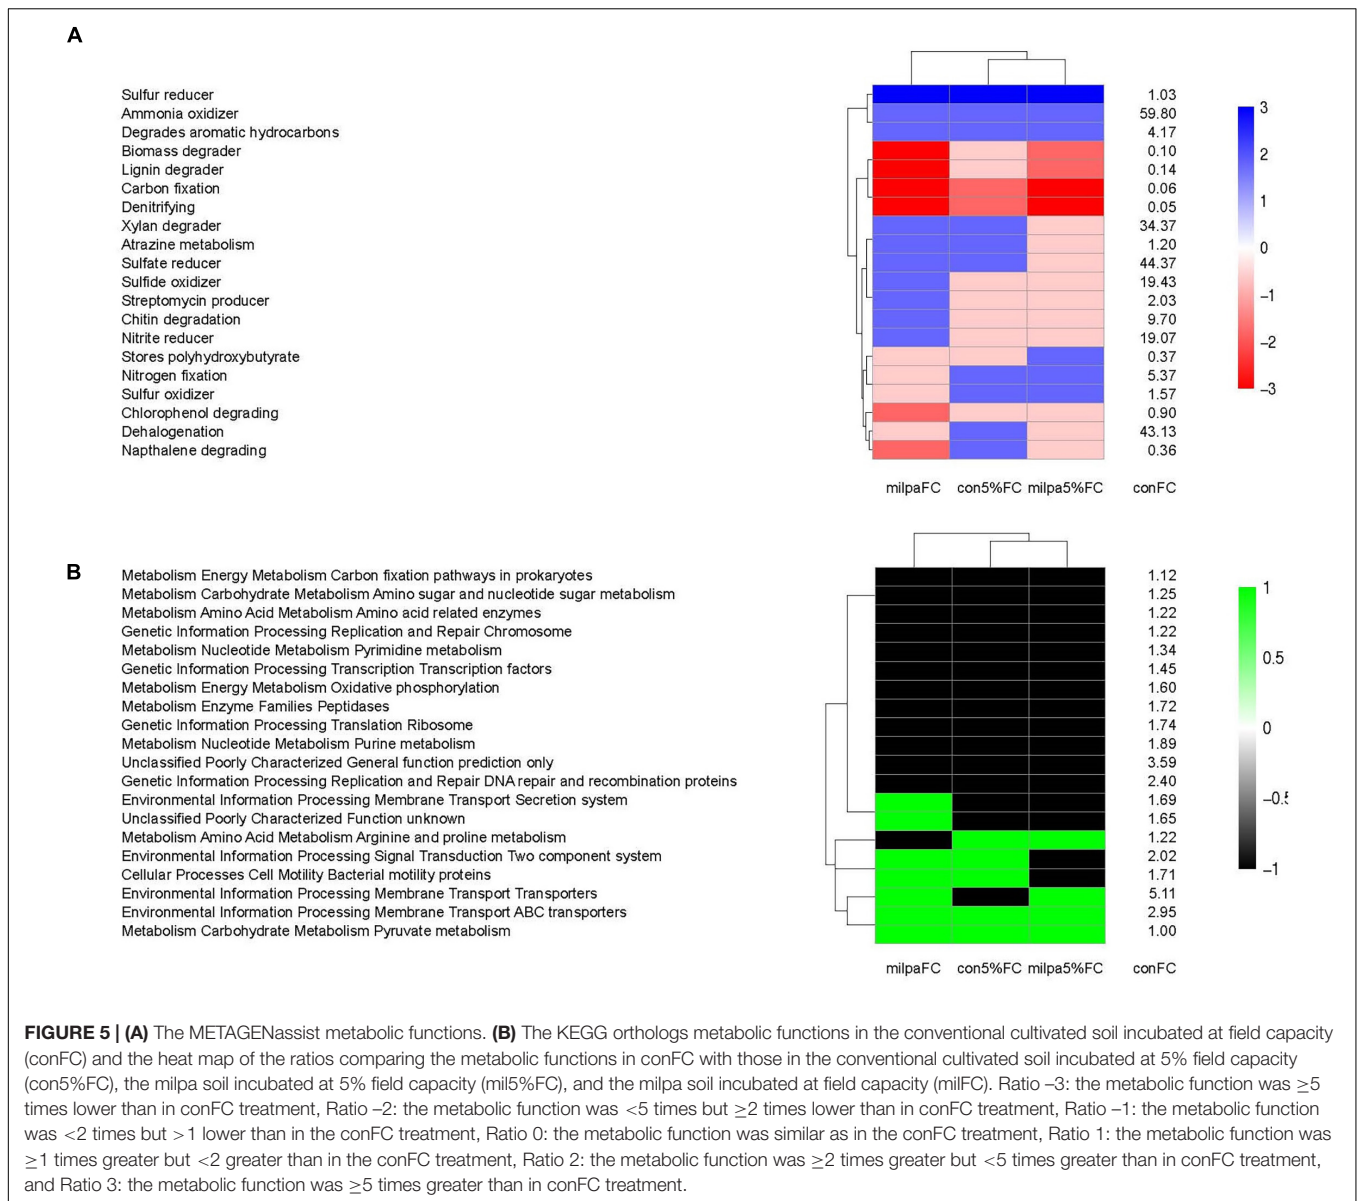 A
Sulfur reducer 1.03
Ammonia oxidizer 59.80
Degrades aromatic hydrocarbons 4.17
Biomass degrader 0.10
Lignin degrader 0.14
Carbon fixation 0.06
Denitrifying 0.05
Xylan degrader 34.37
Atrazine metabolism 1.20
Sulfate reducer 44.37
Sulfide oxidizer 19.43
Streptomycin producer 2.03
Chitin degradation 9.70
Nitrite reducer 19.07
Stores polyhydroxybutyrate 0.37
Nitrogen fixation 5.37
Sulfur oxidizer 1.57
Chlorophenol degrading 0.90
Dehalogenation 43.13
Napthalene degrading 0.36
milpaFC con5%FC milpa5%FC conFC
3
2
1
0
−1
−2
−3
B
Metabolism Energy Metabolism Carbon fixation pathways in prokaryotes 1.12
Metabolism Carbohydrate Metabolism Amino sugar and nucleotide sugar metabolism 1.25
Metabolism Amino Acid Metabolism Amino acid related enzymes 1.22
Genetic Information Processing Replication and Repair Chromosome 1.22
Metabolism Nucleotide Metabolism Pyrimidine metabolism 1.34
Genetic Information Processing Transcription Transcription factors 1.45
Metabolism Energy Metabolism Oxidative phosphorylation 1.60
Metabolism Enzyme Families Peptidases 1.72
Genetic Information Processing Translation Ribosome 1.74
Metabolism Nucleotide Metabolism Purine metabolism 1.89
Unclassified Poorly Characterized General function prediction only 3.59
Genetic Information Processing Replication and Repair DNA repair and recombination proteins 2.40
Environmental Information Processing Membrane Transport Secretion system 1.69
Unclassified Poorly Characterized Function unknown 1.65
Metabolism Amino Acid Metabolism Arginine and proline metabolism 1.22
Environmental Information Processing Signal Transduction Two component system 2.02
Cellular Processes Cell Motility Bacterial motility proteins 1.71
Environmental Information Processing Membrane Transport Transporters 5.11
Environmental Information Processing Membrane Transport ABC transporters 2.95
Metabolism Carbohydrate Metabolism Pyruvate metabolism 1.00
milpaFC con5%FC milpa5%FC conFC
1
0.5
0
−0.5
−1
FIGURE 5 | (A) The METAGENassist metabolic functions. (B) The KEGG orthologs metabolic functions in the conventional cultivated soil incubated at field capacity
(conFC) and the heat map of the ratios comparing the metabolic functions in conFC with those in the conventional cultivated soil incubated at 5% field capacity
(con5%FC), the milpa soil incubated at 5% field capacity (mil5%FC), and the milpa soil incubated at field capacity (milFC). Ratio –3: the metabolic function was ≥5
times lower than in conFC treatment, Ratio –2: the metabolic function was <5 times but ≥2 times lower than in conFC treatment, Ratio –1: the metabolic function
was <2 times but >1 lower than in the conFC treatment, Ratio 0: the metabolic function was similar as in the conFC treatment, Ratio 1: the metabolic function was
≥1 times greater but <2 greater than in the conFC treatment, Ratio 2: the metabolic function was ≥2 times greater but <5 times greater than in conFC treatment,
and Ratio 3: the metabolic function was ≥5 times greater than in conFC treatment.